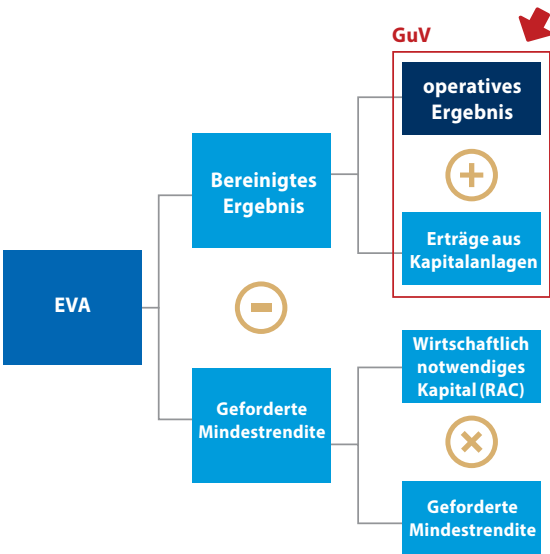 GuV
operatives
Ergebnis
+
Bereinigtes
Ergebnis
Erträge aus
Kapitalanlagen
EVA
−
Wirtschaftlich
notwendiges
Kapital (RAC)
Geforderte
Mindestrendite
×
Geforderte
Mindestrendite